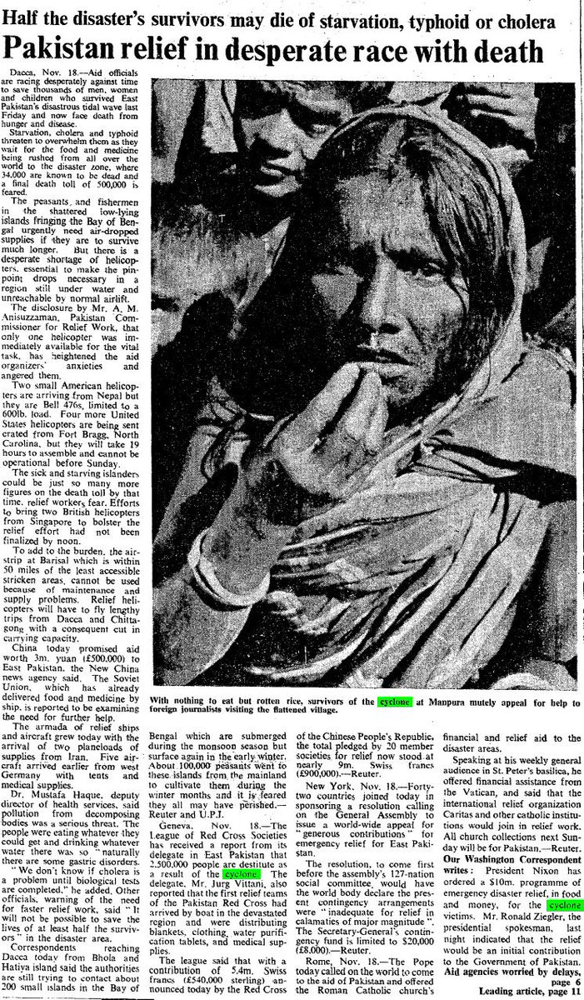 Half the disaster's survivors may die of starvation, typhoid or cholera
Pakistan relief in desperate race with death
Dacca, Nov. 18.—Aid officials
are racing desperately against time
to save thousands of men, women
and children who survived East
Pakistan's disastrous tidal wave last
Friday and now face death from
hunger and disease.
Starvation, cholera and typhoid
threaten to overwhelm them as they
wait for the food and medicine
being rushed from all over the
world to the disaster zone, where
34,000 are known to be dead and
a final death toll of 500,000 is
feared.
The peasants and fishermen
in the shattered low-lying
islands fringing the Bay of Ben-
gal urgently need air-dropped
supplies if they are to survive
much longer. But there is a
desperate shortage of helicop-
ters, essential to make the pin-
point drops necessary in a
region still under water and
unreachable by normal airlift.
The disclosure by Mr. A. M.
Anisuzzaman, Pakistan Com-
missioner for Relief Work, that
only one helicopter was im-
mediately available for the vital
task, has heightened the aid
organizers' anxieties and
angered them.
Two small American helicop-
ters are arriving from Nepal but
they are Bell 476s, limited to a
600lb. load. Four more United
States helicopters are being sent
crated from Fort Bragg, North
Carolina, but they will take 19
hours to assemble and cannot be
operational before Sunday.
The sick and starving islanders
could be just so many more
figures on the death toll by that
time, relief workers fear. Efforts
to bring two British helicopters
from Singapore to bolster the
relief effort had not been
finalized by noon.
To add to the burden, the air-
strip at Barisal which is within
50 miles of the least accessible
stricken areas, cannot be used
because of maintenance and
supply problems. Relief heli-
copters will have to fly lengthy
trips from Dacca and Chitta-
gong with a consequent cut in
carrying capacity.
China today promised aid
worth 3m. yuan (£500,000) to
East Pakistan, the New China
news agency said. The Soviet
Union, which has already
delivered food and medicine by
ship, is reported to be examining
the need for further help.
The armada of relief ships
and aircraft grew today with the
arrival of two planeloads of
supplies from Iran. Five air-
craft arrived earlier from west
Germany with tents and
medical supplies.
Dr. Mustafa Haque, deputy
director of health services, said
pollution from decomposing
bodies was a serious threat. The
people were eating whatever they
could get and drinking whatever
water there was so "naturally
there are some gastric disorders.
"We don't know if cholera is
a problem until biological tests
are completed," he added. Other
officials, warning of the need
for faster relief work, said "It
will not be possible to save the
lives of at least half the surviv-
ors" in the disaster area.
Correspondents reaching
Dacca today from Bhola and
Hatiya island said the authorities
are still trying to contact about
200 small islands in the Bay of
With nothing to eat but rotten rice, survivors of the cyclone at Manpura mutely appeal for help to
foreign journalists visiting the flattened village.
Bengal which are submerged
during the monsoon season but
surface again in the early winter.
About 100,000 peasants went to
these islands from the mainland
to cultivate them during the
winter months and it is feared
they all may have perished.—
Reuter and U.P.I.
Geneva, Nov. 18.—The
League of Red Cross Societies
has received a report from its
delegate in East Pakistan that
2,500,000 people are destitute as
a result of the cyclone. The
delegate, Mr. Jurg Vittani, also
reported that the first relief teams
of the Pakistan Red Cross had
arrived by boat in the devastated
region and were distributing
blankets, clothing, water purifi-
cation tablets, and medical sup-
plies.
The league said that with a
contribution of 5.4m. Swiss
francs (£540,000 sterling) an-
nounced today by the Red Cross
of the Chinese People's Republic,
the total pledged by 20 member
societies for relief now stood at
nearly 9m. Swiss francs
(£900,000).—Reuter.
New York, Nov. 18.—Forty-
two countries joined today in
sponsoring a resolution calling
on the General Assembly to
issue a world-wide appeal for
"generous contributions" for
emergency relief for East Paki-
stan.
The resolution, to come first
before the assembly's 127-nation
social committee, would have
the world body declare the pres-
ent contingency arrangements
were "inadequate for relief in
calamities of major magnitude".
The Secretary-General's contin-
gency fund is limited to $20,000
(£8,000).—Reuter.
Rome, Nov. 18.—The Pope
today called on the world to come
to the aid of Pakistan and offered
the Roman Catholic church's
financial and relief aid to the
disaster areas.
Speaking at his weekly general
audience in St. Peter's basilica, he
offered financial assistance from
the Vatican, and said that the
international relief organization
Caritas and other catholic institu-
tions would join in relief work.
All church collections next Sun-
day will be for Pakistan.—Reuter.
Our Washington Correspondent
writes: President Nixon has
ordered a $10m. programme of
emergency disaster relief, in food
and money, for the cyclone
victims. Mr. Ronald Ziegler, the
presidential spokesman, last
night indicated that the relief
would be an initial contribution
to the Government of Pakistan.
Aid agencies worried by delays,
page 6
Leading article, page 11